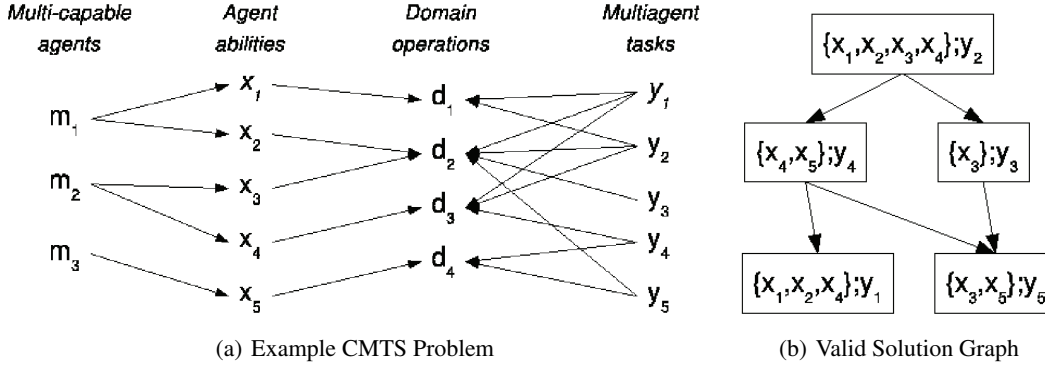 Multi-capable Agent Domain Multiagent
agents abilities operations tasks
m₁ x₁ d₁ y₁
x₂ d₂ y₂
m₂ x₃ d₃ y₃
x₄ d₄ y₄
m₃ x₅ y₅
(a) Example CMTS Problem
{x₁,x₂,x₃,x₄};y₂
{x₄,x₅};y₄ {x₃};y₃
{x₁,x₂,x₄};y₁ {x₃,x₅};y₅
(b) Valid Solution Graph